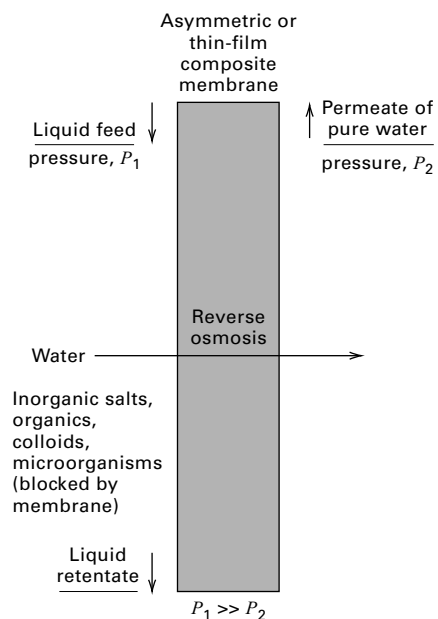 Asymmetric or
thin-film
composite
membrane
Liquid feed
pressure, P1
Permeate of
pure water
pressure, P2
Reverse
osmosis
Water
Inorganic salts,
organics,
colloids,
microorganisms
(blocked by
membrane)
Liquid
retentate
P1 >> P2